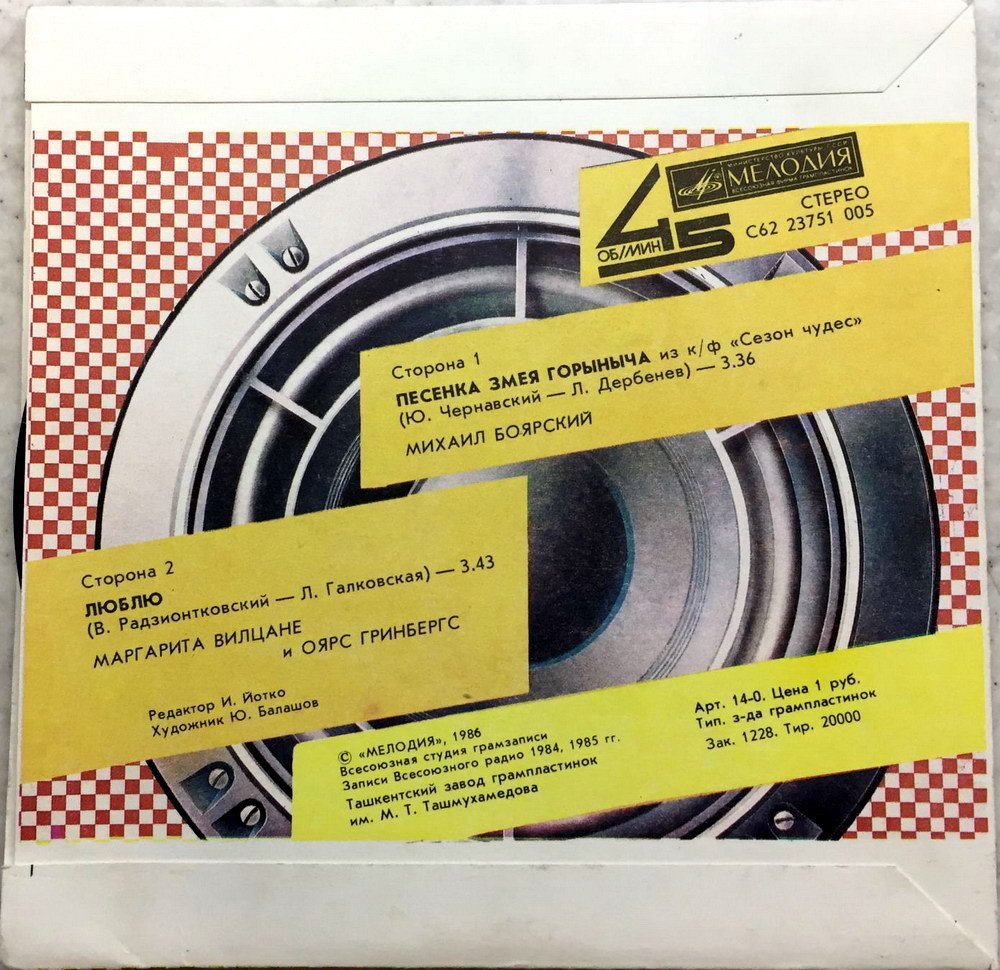 МИНИСТЕРСТВО КУЛЬТУРЫ СССР
МЕЛОДИЯ
ВСЕСОЮЗНАЯ ФИРМА ГРАМПЛАСТИНОК
45
ОБ/МИН
СТЕРЕО
С62 23751 005
Сторона 1
ПЕСЕНКА ЗМЕЯ ГОРЫНЫЧА из к/ф «Сезон чудес»
(Ю. Чернавский — Л. Дербенев) — 3.36
МИХАИЛ БОЯРСКИЙ
Сторона 2
ЛЮБЛЮ
(В. Радзионтковский — Л. Галковская) — 3.43
МАРГАРИТА ВИЛЦАНЕ
и ОЯРС ГРИНБЕРГС
Редактор И. Йотко
Художник Ю. Балашов
© «МЕЛОДИЯ», 1986
Всесоюзная студия грамзаписи
Записи Всесоюзного радио 1984, 1985 гг.
Ташкентский завод грампластинок
им. М. Т. Ташмухамедова
Арт. 14-0. Цена 1 руб.
Тип. з-да грампластинок
Зак. 1228. Тир. 20000